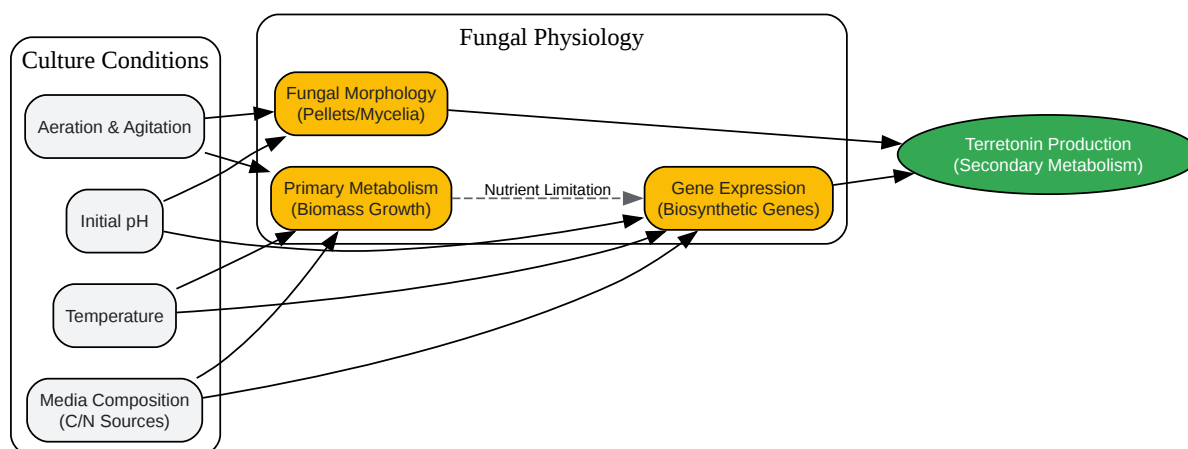 Culture Conditions
Aeration & Agitation
Initial pH
Temperature
Media Composition
(C/N Sources)
Fungal Physiology
Fungal Morphology
(Pellets/Mycelia)
Primary Metabolism
(Biomass Growth)
Nutrient Limitation
Gene Expression
(Biosynthetic Genes)
Terretonin Production
(Secondary Metabolism)